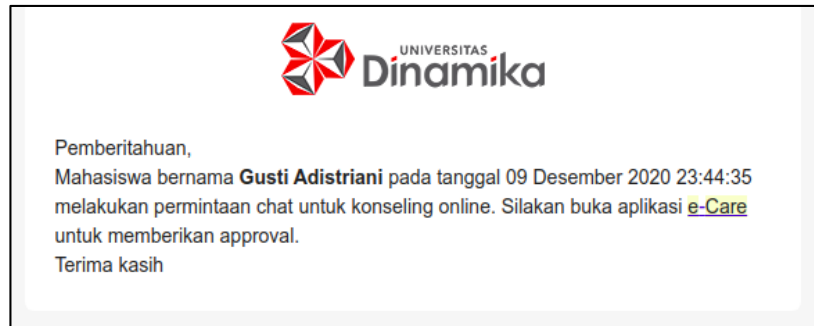 UNIVERSITAS
Dinamika
Pemberitahuan,
Mahasiswa bernama Gusti Adistriani pada tanggal 09 Desember 2020 23:44:35
melakukan permintaan chat untuk konseling online. Silakan buka aplikasi e-Care
untuk memberikan approval.
Terima kasih